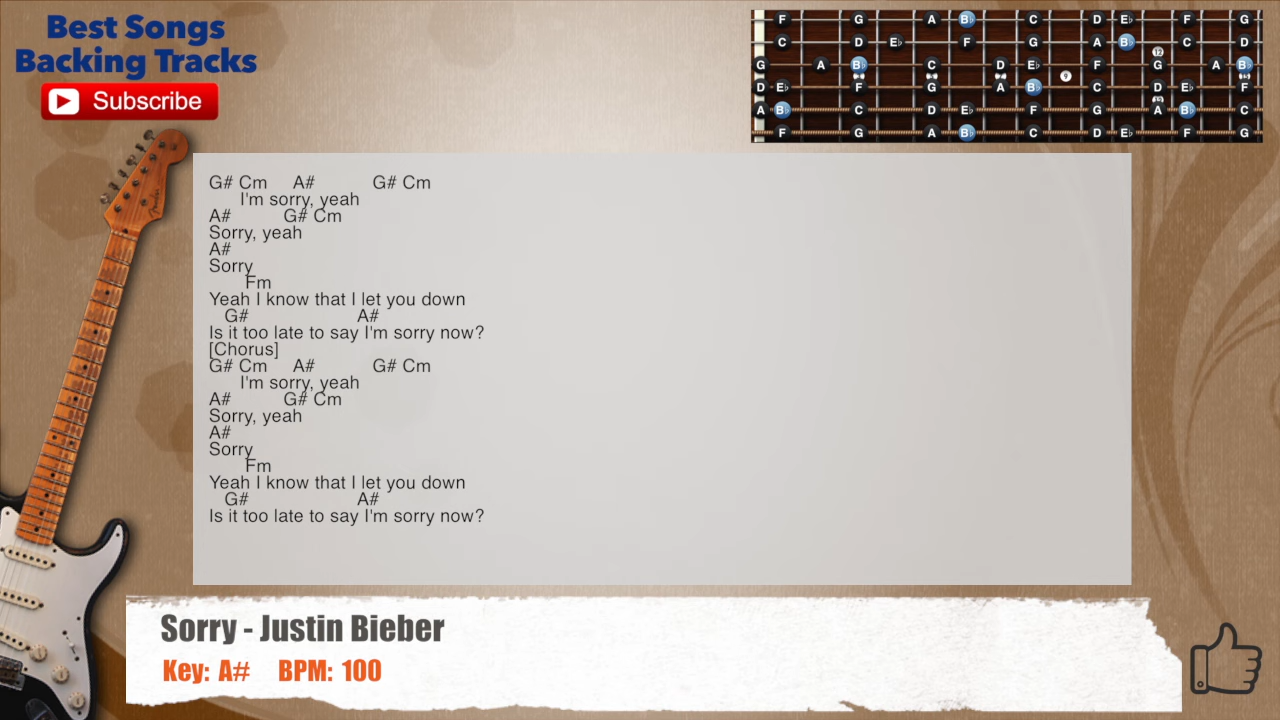 Best Songs
Backing Tracks
Subscribe
F G A B♭ C D E♭ F G
C D E♭ F G A B♭ C D
G A B♭ C D E♭ F G A B♭
D E♭ F G A B♭ C D E♭ F
A B♭ C D E♭ F G A B♭ C
F G A B♭ C D E♭ F G
9
12
Fender
G# Cm A# G# Cm
I'm sorry, yeah
A# G# Cm
Sorry, yeah
A#
Sorry
Fm
Yeah I know that I let you down
G# A#
Is it too late to say I'm sorry now?
[Chorus]
G# Cm A# G# Cm
I'm sorry, yeah
A# G# Cm
Sorry, yeah
A#
Sorry
Fm
Yeah I know that I let you down
G# A#
Is it too late to say I'm sorry now?
Sorry - Justin Bieber
Key: A# BPM: 100